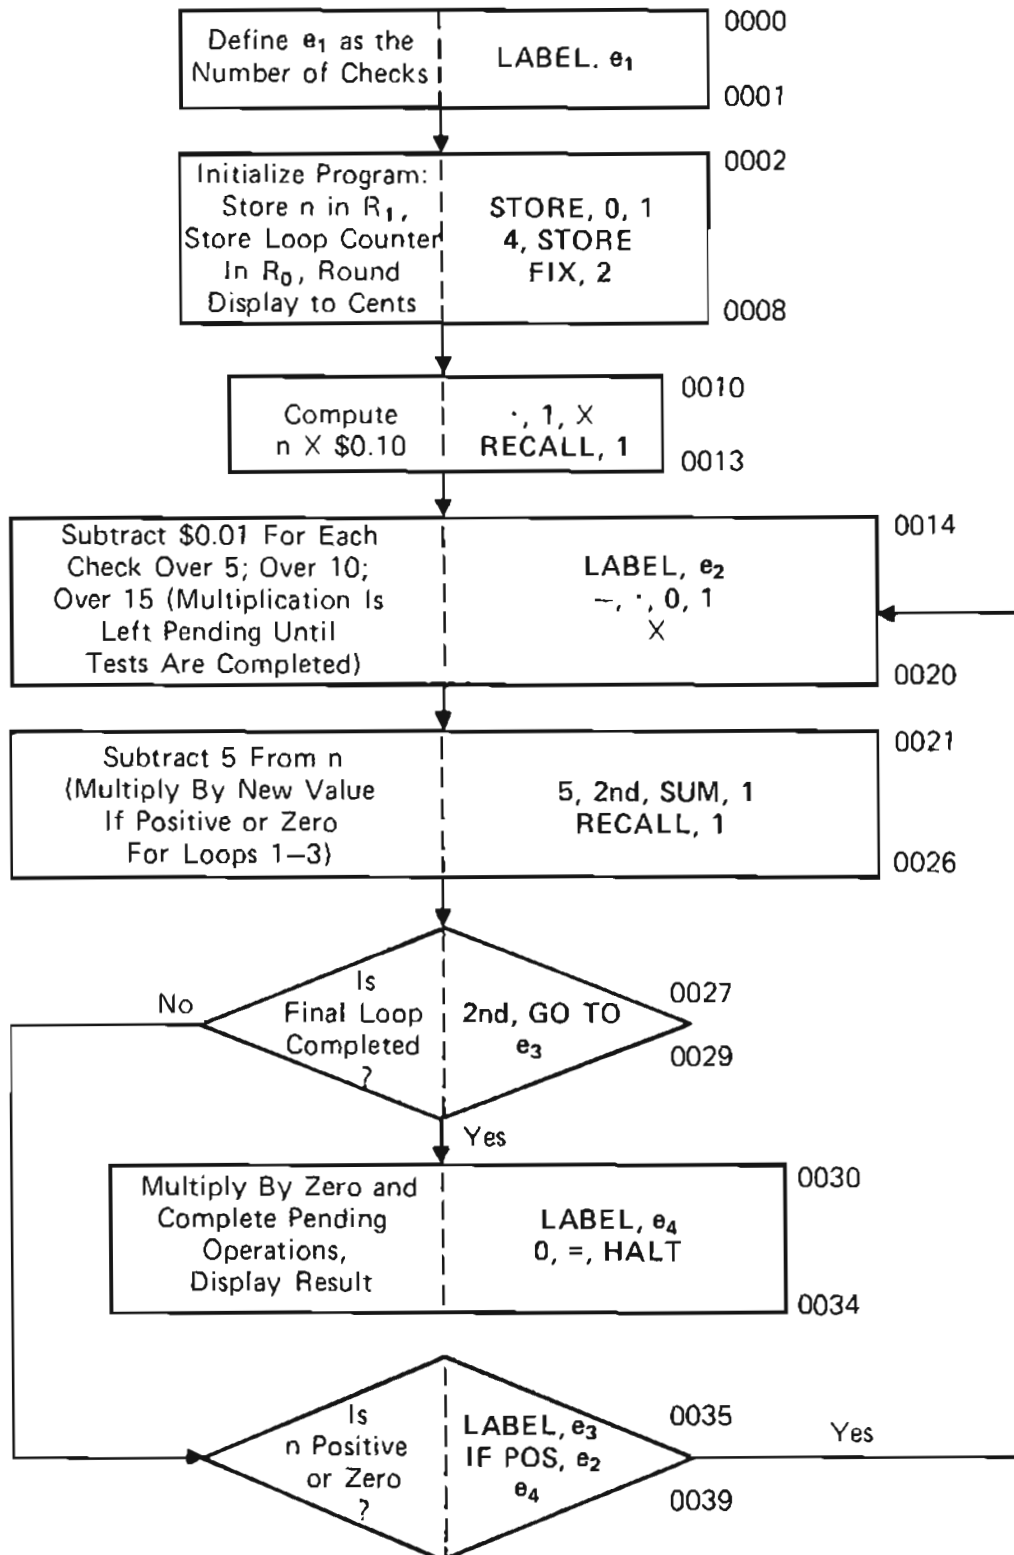 Define e₁ as the
Number of Checks
LABEL. e₁
0000
0001
Initialize Program:
Store n in R₁,
Store Loop Counter
In R₀, Round
Display to Cents
STORE, 0, 1
4, STORE
FIX, 2
0002
0008
Compute
n X $0.10
·, 1, X
RECALL, 1
0010
0013
Subtract $0.01 For Each
Check Over 5; Over 10;
Over 15 (Multiplication Is
Left Pending Until
Tests Are Completed)
LABEL, e₂
–, ·, 0, 1
X
0014
0020
Subtract 5 From n
(Multiply By New Value
If Positive or Zero
For Loops 1–3)
5, 2nd, SUM, 1
RECALL, 1
0021
0026
No
Is
Final Loop
Completed
?
2nd, GO TO
e₃
0027
0029
Yes
Multiply By Zero and
Complete Pending
Operations,
Display Result
LABEL, e₄
0, =, HALT
0030
0034
Is
n Positive
or Zero
?
LABEL, e₃
IF POS, e₂
e₄
0035
0039
Yes